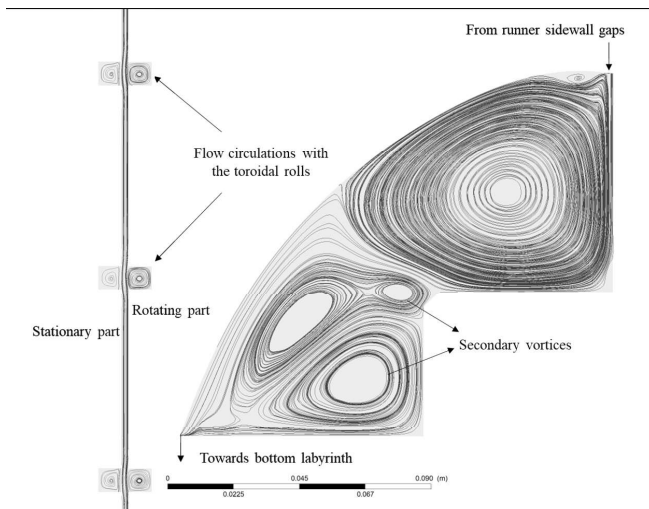 From runner sidewall gaps
Flow circulations with
the toroidal rolls
Rotating part
Stationary part
Secondary vortices
Towards bottom labyrinth
0 0.045 0.090 (m)
0.0225 0.067